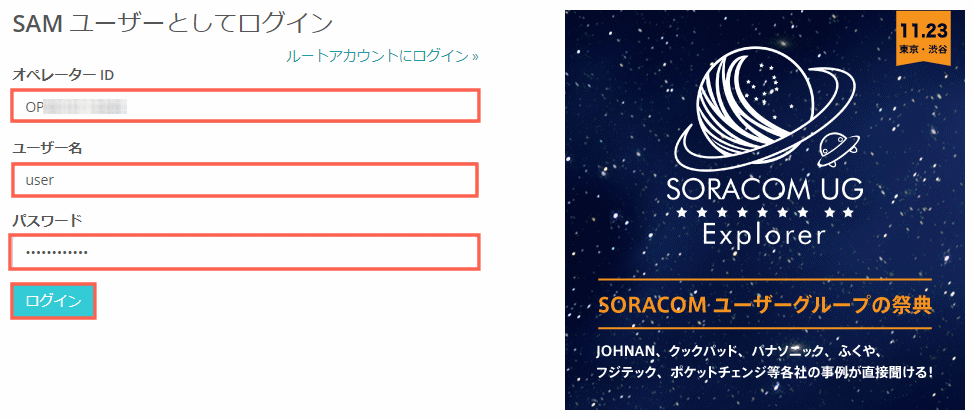 SAM ユーザーとしてログイン
ルートアカウントにログイン »
オペレーター ID
OP
ユーザー名
user
パスワード
••••••••••••
ログイン
11.23
東京・渋谷
SORACOM UG
Explorer
SORACOM ユーザーグループの祭典
JOHNAN、クックパッド、パナソニック、ふくや、
フジテック、ポケットチェンジ等各社の事例が直接聞ける!